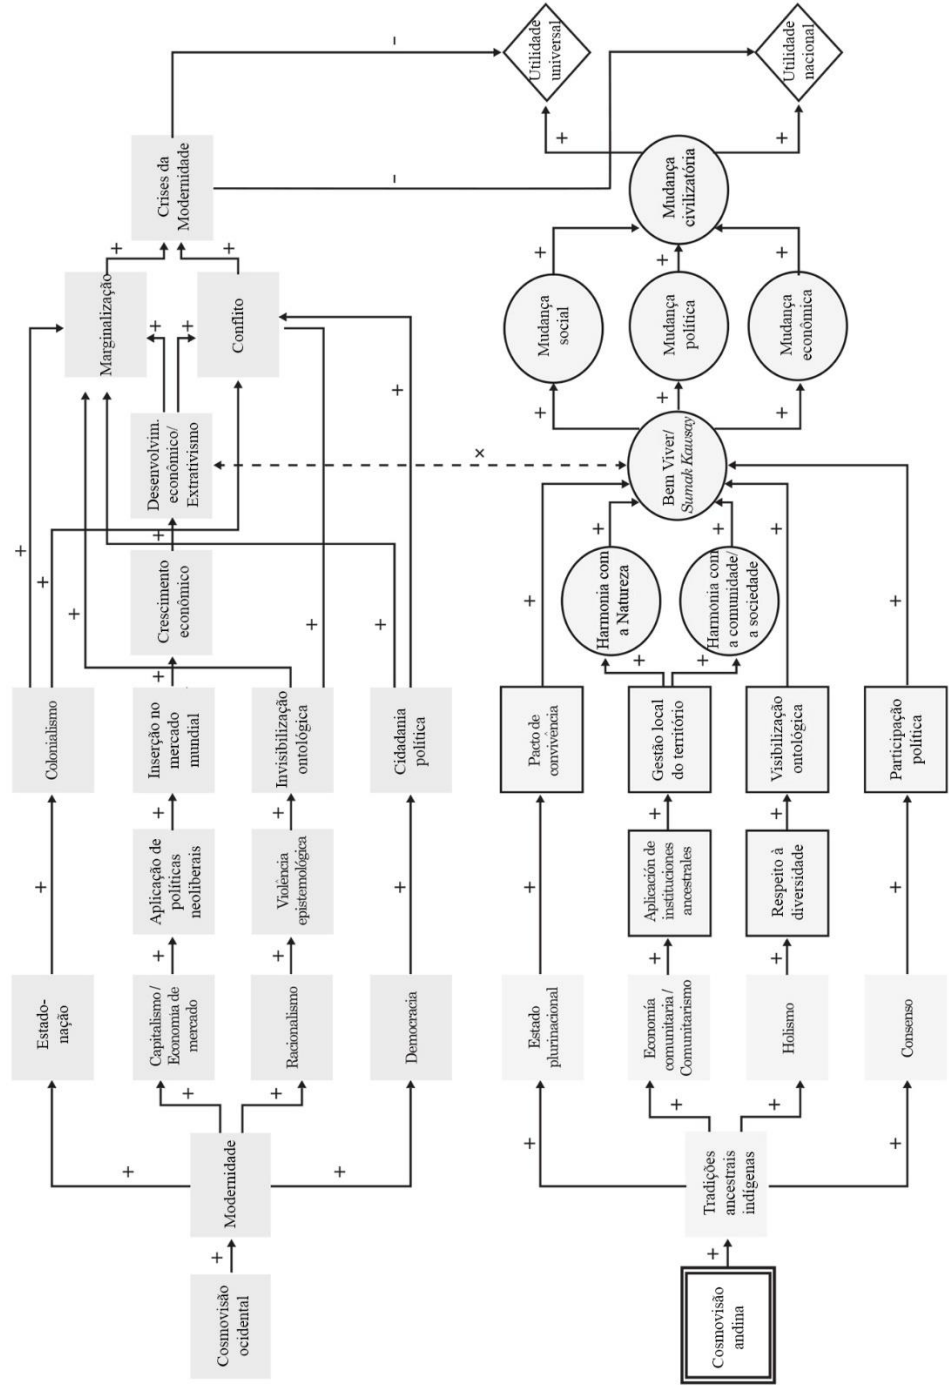 Cosmovisão
ocidental
Modernidade
Estado-
nação
Colonialismo
Capitalismo/
Economia de
mercado
Aplicação de
políticas
neoliberais
Inserção no
mercado
mundial
Crescimento
econômico
Desenvolvim.
econômico/
Extrativismo
Racionalismo
Violência
epistemológica
Invisibilização
ontológica
Democracia
Cidadania
política
Marginalização
Conflito
Crises da
Modernidade
Cosmovisão
andina
Tradições
ancestrais
indígenas
Estado
plurinacional
Pacto de
convivência
Economía
comunitaria /
Comunitarismo
Aplicación de
instituciones
ancestrales
Gestão local
do território
Harmonia com
a Natureza
Harmonia com
a comunidade/
a sociedade
Holismo
Respeito à
diversidade
Visibilização
ontológica
Consenso
Participação
política
Bem Viver/
Sumak Kawsay
Mudança
social
Mudança
política
Mudança
econômica
Mudança
civilizatória
Utilidade
universal
Utilidade
nacional